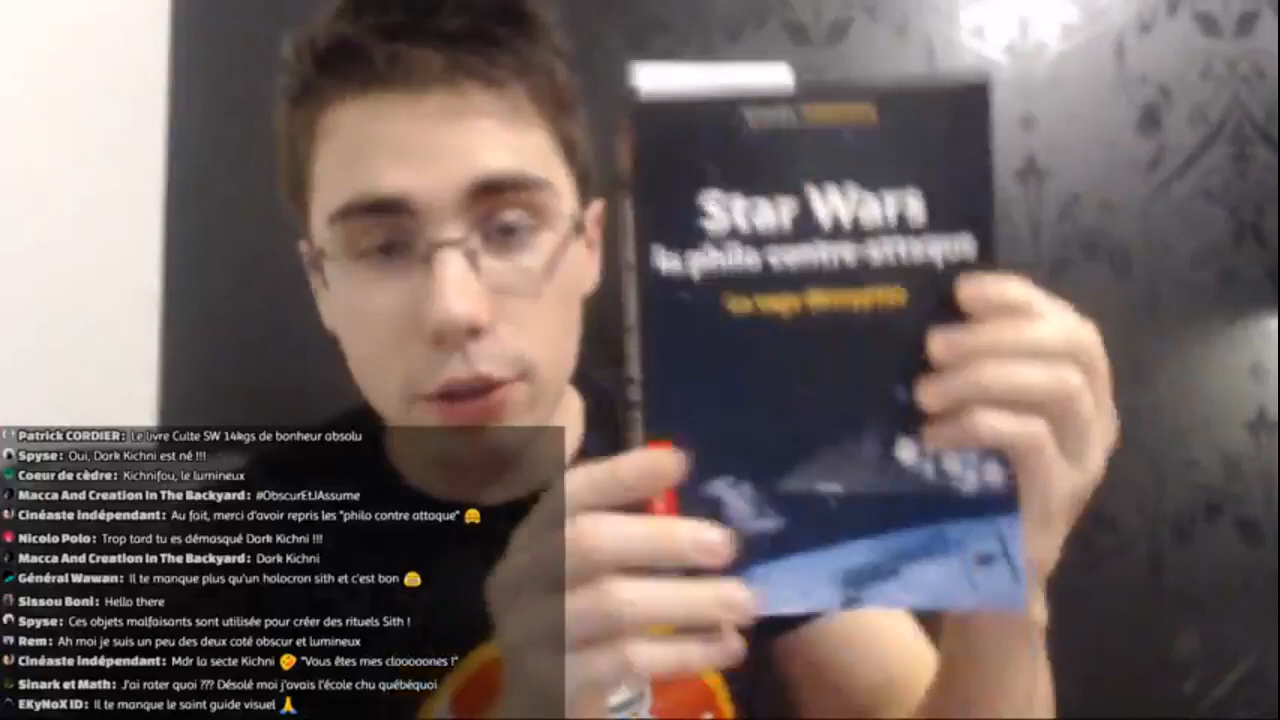 Star Wars
la philo contre-attaque
Patrick CORDIER: Le livre Culte SW 14kgs de bonheur absolu
Spyse: Oui, Dark Kichni est né !!!
Coeur de cèdre: Kichnifou, le lumineux
Macca And Creation In The Backyard: #ObscurEtJAssume
Cinéaste Indépendant: Au fait, merci d'avoir repris les "philo contre attaque" 🤗
Nicolo Polo: Trop tard tu es démasqué Dark Kichni !!!
Macca And Creation In The Backyard: Dark Kichni
Général Wawan: Il te manque plus qu'un holocron sith et c'est bon 😂
Sissou Boni: Hello there
Spyse: Ces objets malfaisants sont utilisée pour créer des rituels Sith !
Rem: Ah moi je suis un peu des deux coté obscur et lumineux
Cinéaste Indépendant: Mdr la secte Kichni 🤣 "Vous êtes mes clooooones !"
Sinark et Math: J'ai rater quoi ??? Désolé moi j'avais l'école chu québéquoi
EKyNoX ID: Il te manque le saint guide visuel 🙏